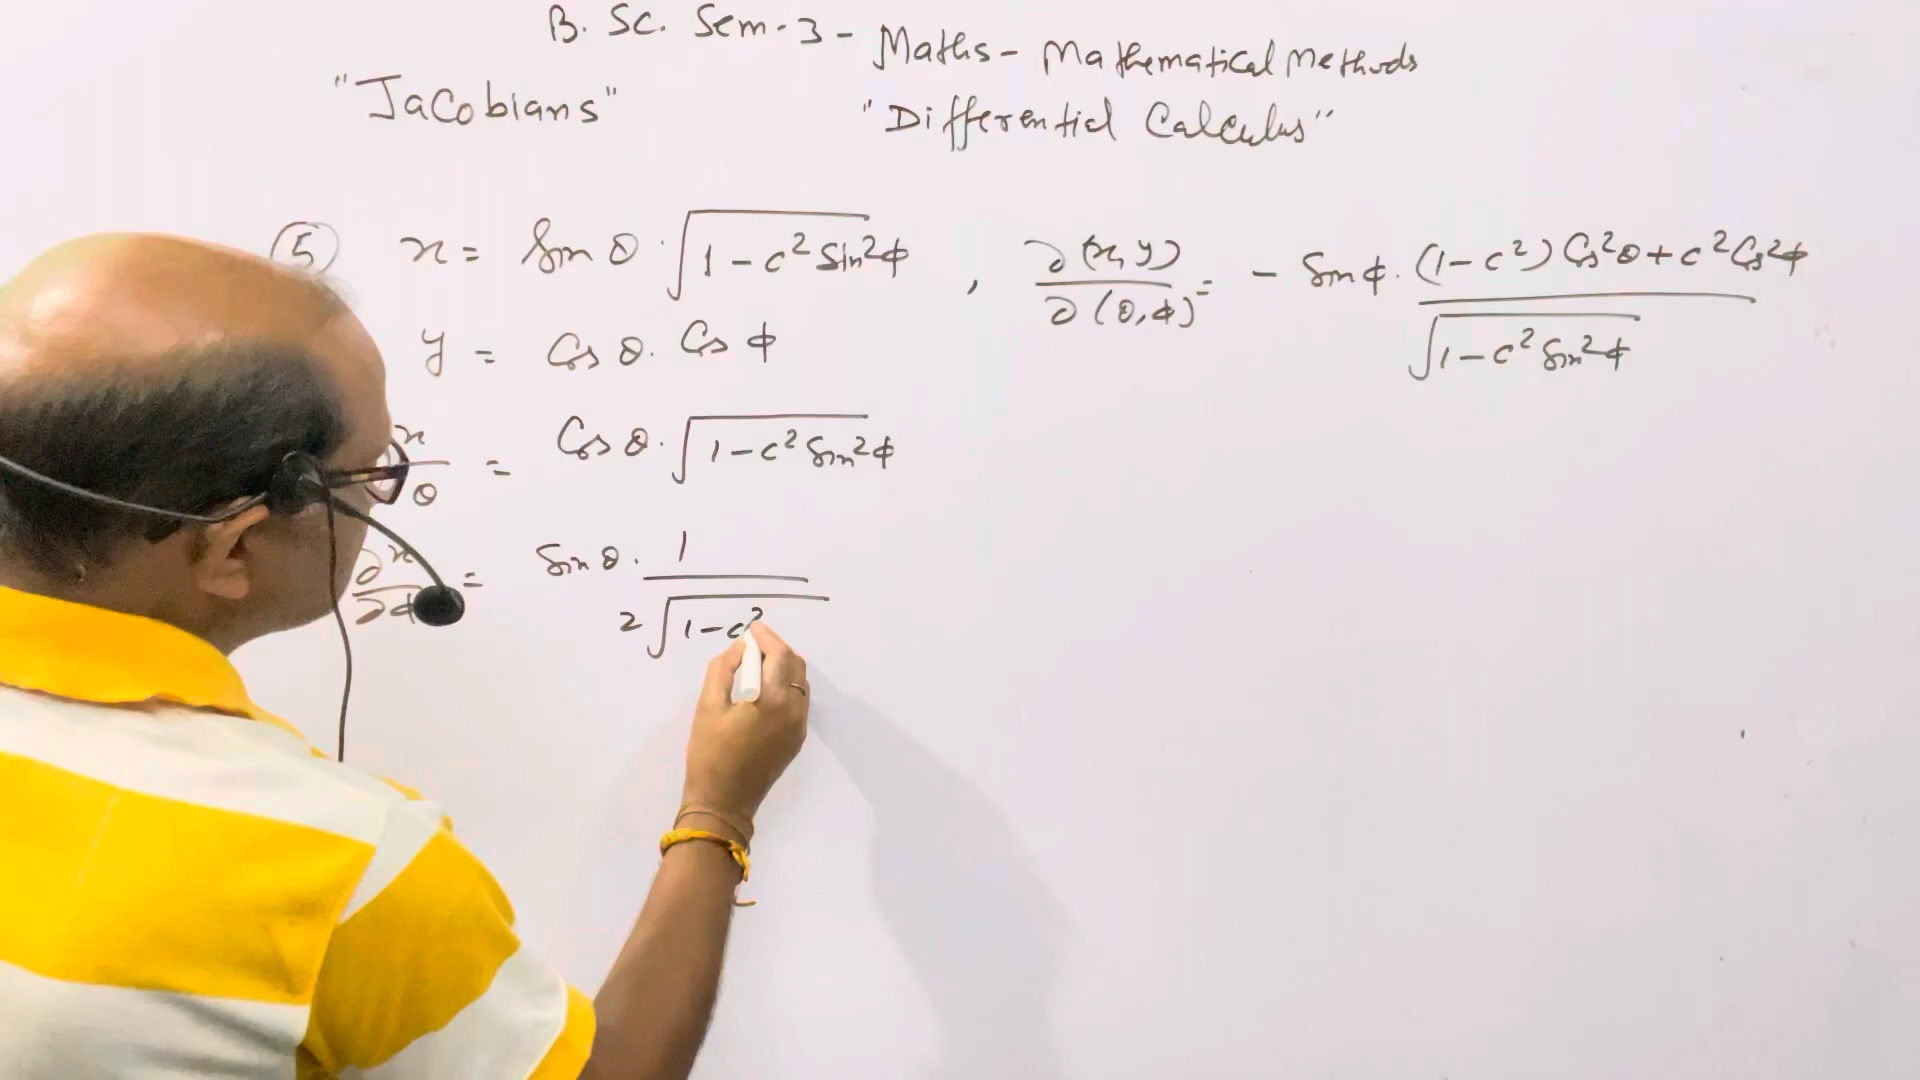 B. Sc. Sem-3 - Maths - Mathematical Methods
"Jacobians" "Differential Calculus"
(5) x = Sin θ · √(1 - c² Sin²φ) , ∂(x, y) / ∂(θ, φ) = - Sin φ · ((1 - c²) Cos²θ + c² Cos²φ) / √(1 - c² Sin²φ)
y = Cos θ · Cos φ
x / θ = Cos θ · √(1 - c² Sin²φ)
∂x / ∂φ = Sin θ · 1 / 2√(1 - c²